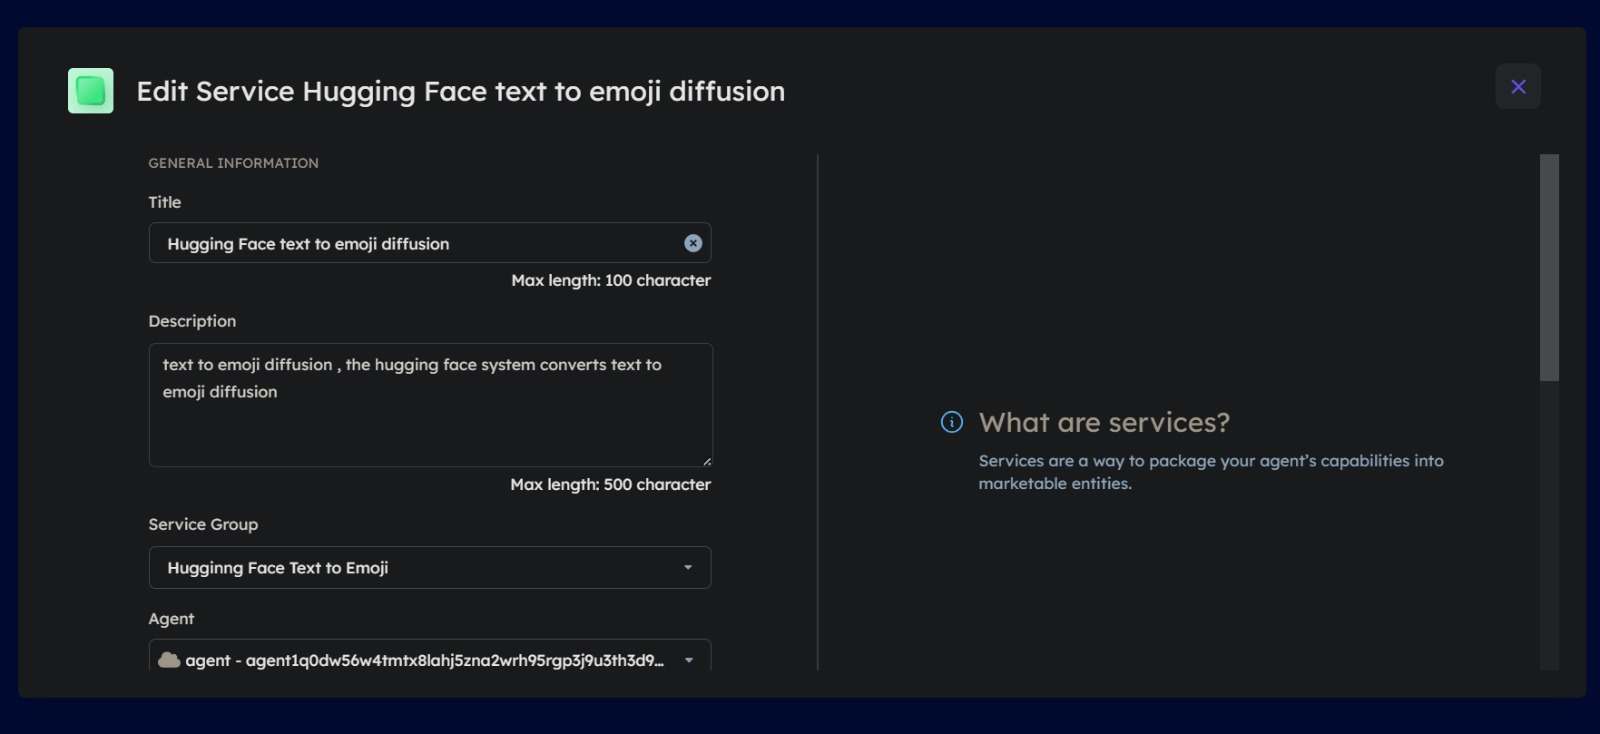 Edit Service Hugging Face text to emoji diffusion
GENERAL INFORMATION
Title
Hugging Face text to emoji diffusion
Max length: 100 character
Description
text to emoji diffusion , the hugging face system converts text to
emoji diffusion
Max length: 500 character
Service Group
Hugginng Face Text to Emoji
Agent
agent - agent1q0dw56w4tmtx8lahj5zna2wrh95rgp3j9u3th3d9...
What are services?
Services are a way to package your agent’s capabilities into
marketable entities.